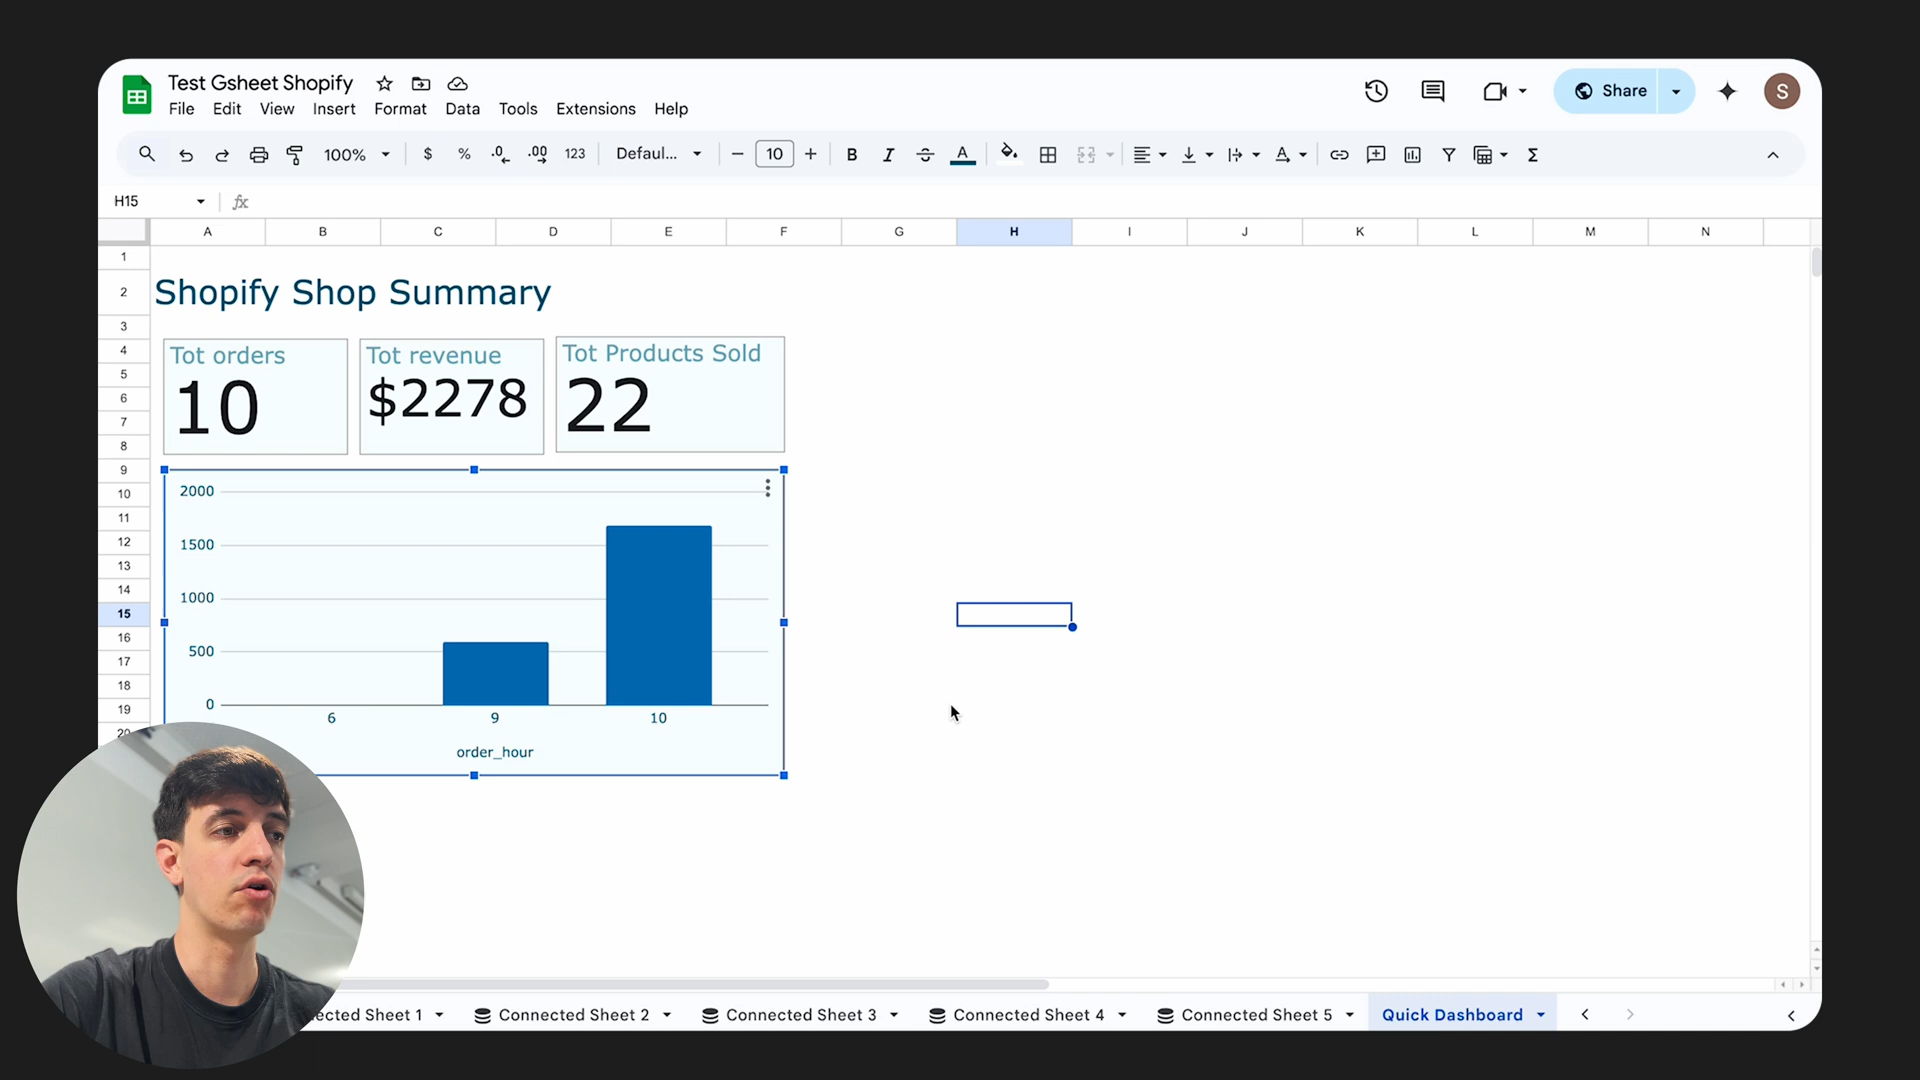 Test Gsheet Shopify
File Edit View Insert Format Data Tools Extensions Help
Share
S
100% $ % .0 .00 123 Defaul... 10 B I A Σ
H15 fx
A B C D E F G H I J K L M N
1
2
3
4
5
6
7
8
9
10
11
12
13
14
15
16
17
18
19
20
Shopify Shop Summary
Tot orders
10
Tot revenue
$2278
Tot Products Sold
22
2000
1500
1000
500
0
6 9 10
order_hour
ected Sheet 1 Connected Sheet 2 Connected Sheet 3 Connected Sheet 4 Connected Sheet 5 Quick Dashboard